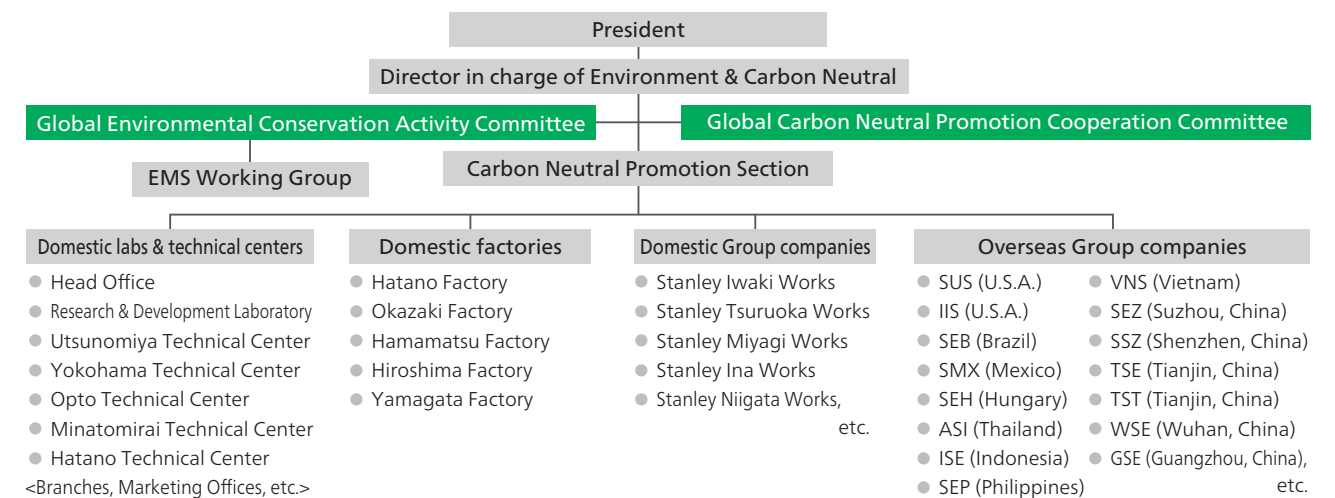 President
Director in charge of Environment & Carbon Neutral
Global Environmental Conservation Activity Committee
Global Carbon Neutral Promotion Cooperation Committee
EMS Working Group
Carbon Neutral Promotion Section
Domestic labs & technical centers
● Head Office
● Research & Development Laboratory
● Utsunomiya Technical Center
● Yokohama Technical Center
● Opto Technical Center
● Minatomirai Technical Center
● Hatano Technical Center
<Branches, Marketing Offices, etc.>
Domestic factories
● Hatano Factory
● Okazaki Factory
● Hamamatsu Factory
● Hiroshima Factory
● Yamagata Factory
Domestic Group companies
● Stanley Iwaki Works
● Stanley Tsuruoka Works
● Stanley Miyagi Works
● Stanley Ina Works
● Stanley Niigata Works,
etc.
Overseas Group companies
● SUS (U.S.A.)
● IIS (U.S.A.)
● SEB (Brazil)
● SMX (Mexico)
● SEH (Hungary)
● ASI (Thailand)
● ISE (Indonesia)
● SEP (Philippines)
● VNS (Vietnam)
● SEZ (Suzhou, China)
● SSZ (Shenzhen, China)
● TSE (Tianjin, China)
● TST (Tianjin, China)
● WSE (Wuhan, China)
● GSE (Guangzhou, China),
etc.